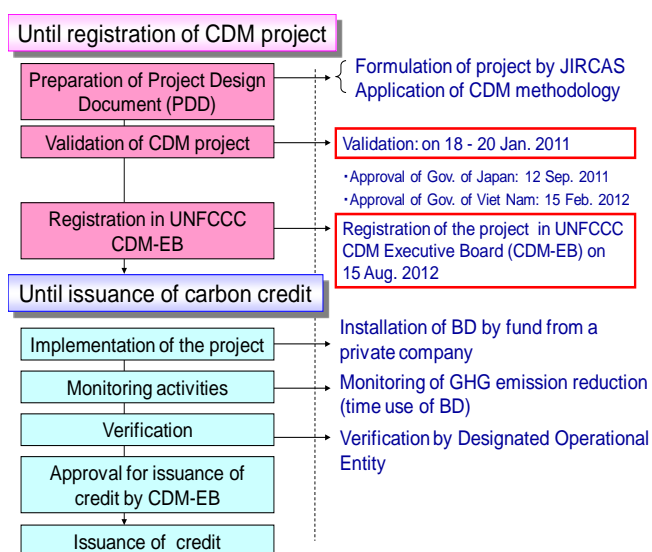 Until registration of CDM project
Preparation of Project Design
Document (PDD)
Formulation of project by JIRCAS
Application of CDM methodology
Validation of CDM project
Validation: on 18 - 20 Jan. 2011
・Approval of Gov. of Japan: 12 Sep. 2011
・Approval of Gov. of Viet Nam: 15 Feb. 2012
Registration in UNFCCC
CDM-EB
Registration of the project in UNFCCC
CDM Executive Board (CDM-EB) on
15 Aug. 2012
Until issuance of carbon credit
Implementation of the project
Installation of BD by fund from a
private company
Monitoring activities
Monitoring of GHG emission reduction
(time use of BD)
Verification
Verification by Designated Operational
Entity
Approval for issuance of
credit by CDM-EB
Issuance of credit